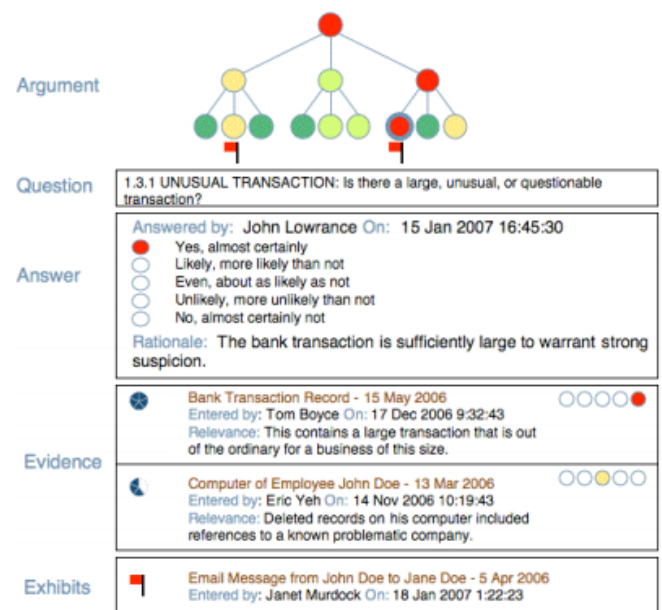 Argument
Question
1.3.1 UNUSUAL TRANSACTION: Is there a large, unusual, or questionable
transaction?
Answer
Answered by: John Lowrance On: 15 Jan 2007 16:45:30
Yes, almost certainly
Likely, more likely than not
Even, about as likely as not
Unlikely, more unlikely than not
No, almost certainly not
Rationale: The bank transaction is sufficiently large to warrant strong
suspicion.
Evidence
Bank Transaction Record - 15 May 2006
Entered by: Tom Boyce On: 17 Dec 2006 9:32:43
Relevance: This contains a large transaction that is out
of the ordinary for a business of this size.
Computer of Employee John Doe - 13 Mar 2006
Entered by: Eric Yeh On: 14 Nov 2006 10:19:43
Relevance: Deleted records on his computer included
references to a known problematic company.
Exhibits
Email Message from John Doe to Jane Doe - 5 Apr 2006
Entered by: Janet Murdock On: 18 Jan 2007 1:22:23